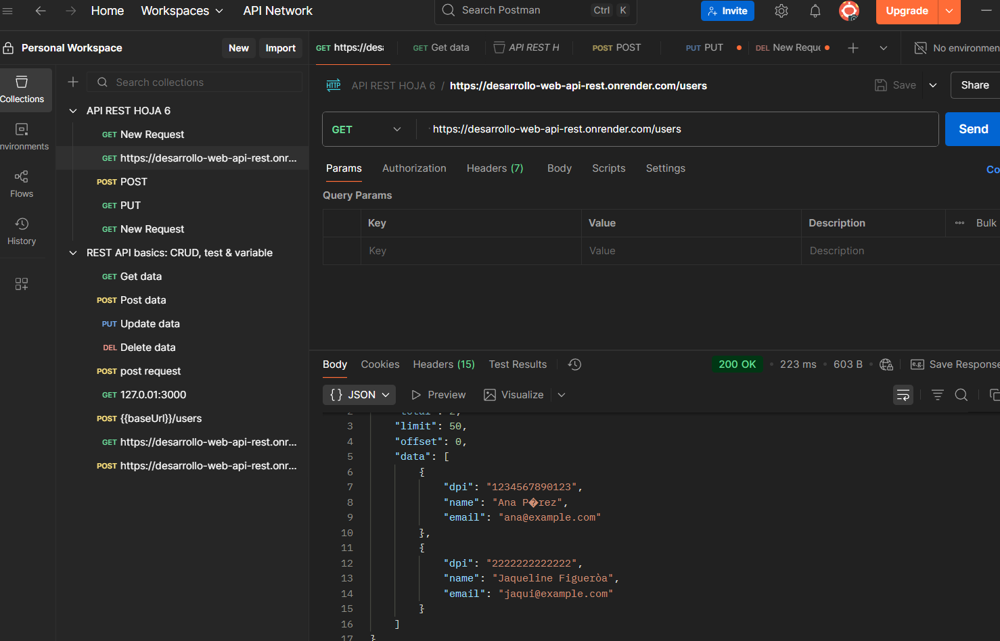 Home Workspaces API Network Search Postman Ctrl K Invite Upgrade
Personal Workspace New Import GET https://desa GET Get data API REST H POST POST PUT PUT DEL New Reque No environmen
Search collections
Collections
nvironments
Flows
History
API REST HOJA 6
GET New Request
GET https://desarrollo-web-api-rest.onr...
POST POST
GET PUT
GET New Request
REST API basics: CRUD, test & variable
GET Get data
POST Post data
PUT Update data
DEL Delete data
POST post request
GET 127.0.01:3000
POST {{baseUrl}}/users
GET https://desarrollo-web-api-rest.onr...
POST https://desarrollo-web-api-rest.onr...
HTTP API REST HOJA 6 / https://desarrollo-web-api-rest.onrender.com/users Save Share
GET https://desarrollo-web-api-rest.onrender.com/users Send
Params Authorization Headers (7) Body Scripts Settings Co
Query Params
Key Value Description Bulk
Key Value Description
Body Cookies Headers (15) Test Results 200 OK • 223 ms • 603 B • e.g. Save Response
{} JSON Preview Visualize
2 "total": 2,
3 "limit": 50,
4 "offset": 0,
5 "data": [
6 {
7 "dpi": "1234567890123",
8 "name": "Ana P�rez",
9 "email": "ana@example.com"
10 },
11 {
12 "dpi": "2222222222222",
13 "name": "Jaqueline Figueròa",
14 "email": "jaqui@example.com"
15 }
16 ]
17 }